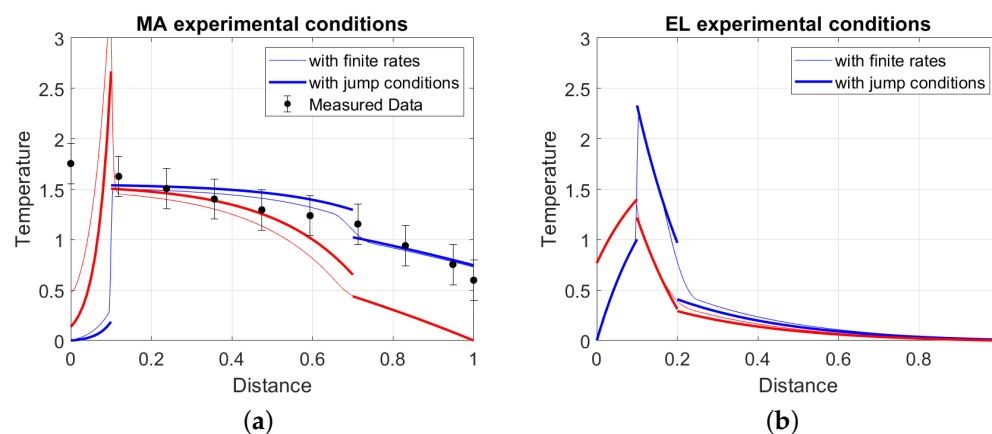 MA experimental conditions
3
2.5
2
1.5
1
0.5
0
Temperature
0
0.2
0.4
0.6
0.8
1
Distance
with finite rates
with jump conditions
Measured Data
(a)
EL experimental conditions
3
2.5
2
1.5
1
0.5
0
Temperature
0
0.2
0.4
0.6
0.8
Distance
with finite rates
with jump conditions
(b)